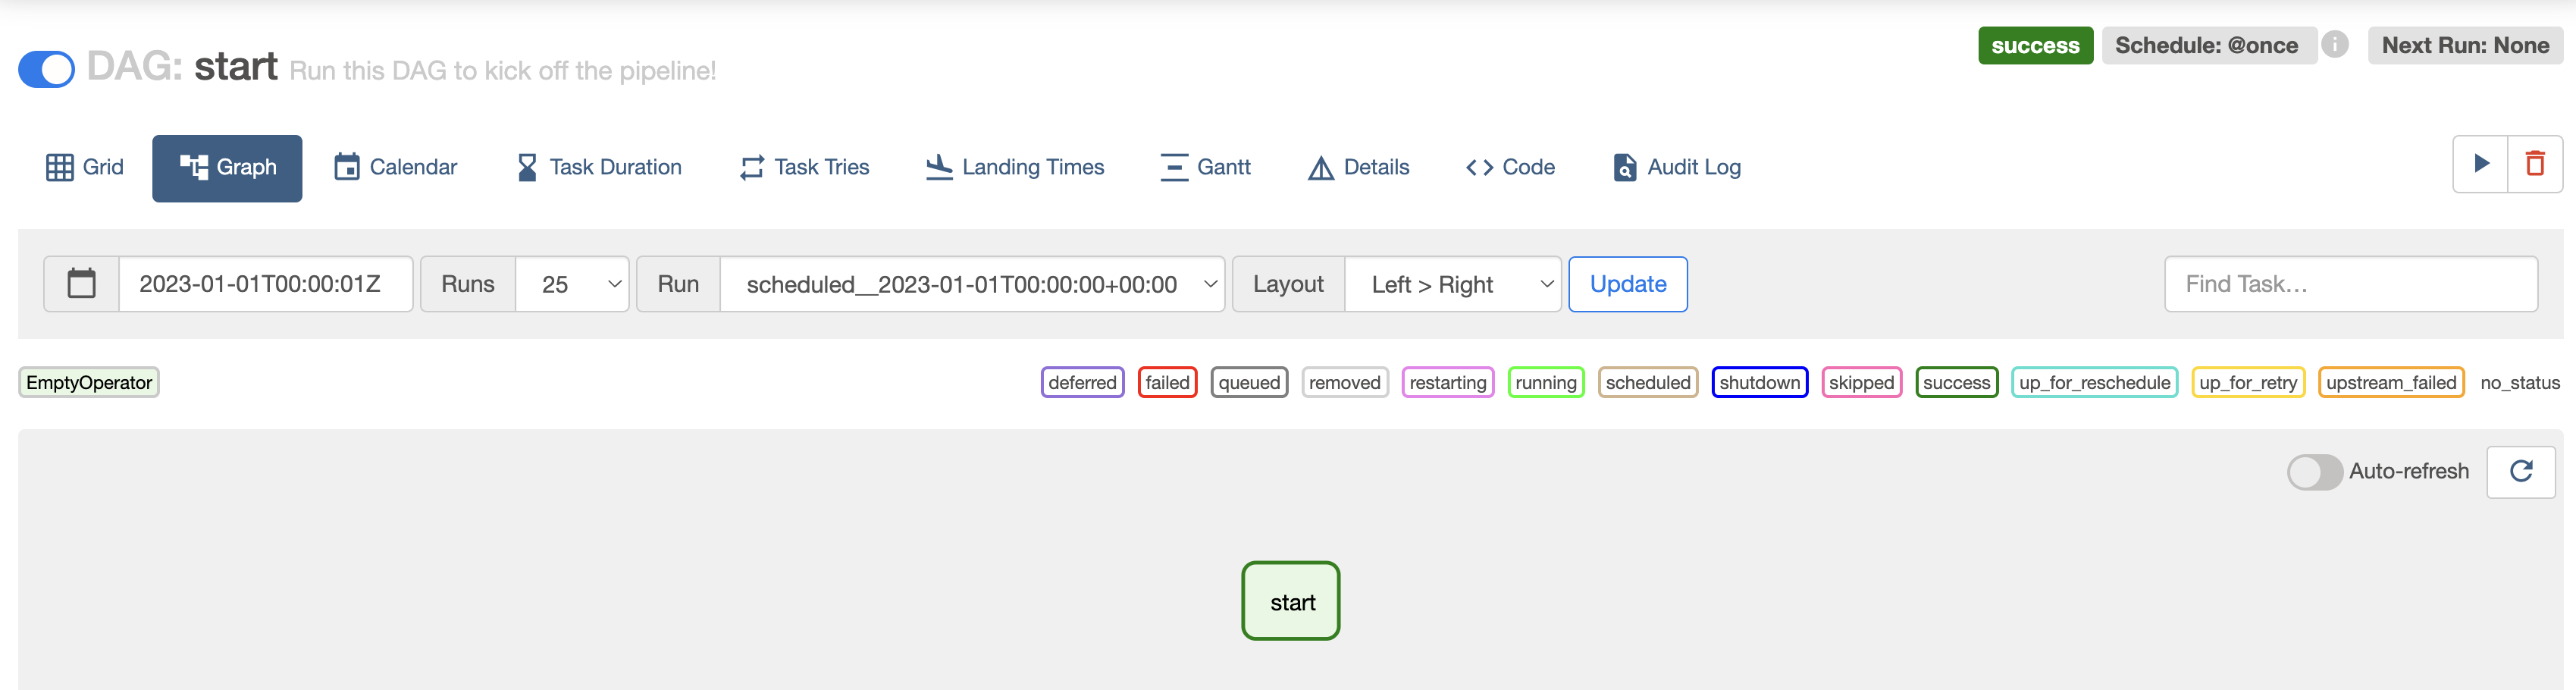 DAG: start Run this DAG to kick off the pipeline!
success Schedule: @once Next Run: None
Grid Graph Calendar Task Duration Task Tries Landing Times Gantt Details Code Audit Log
2023-01-01T00:00:01Z Runs 25 Run scheduled__2023-01-01T00:00:00+00:00 Layout Left > Right Update Find Task...
EmptyOperator deferred failed queued removed restarting running scheduled shutdown skipped success up_for_reschedule up_for_retry upstream_failed no_status
Auto-refresh
start